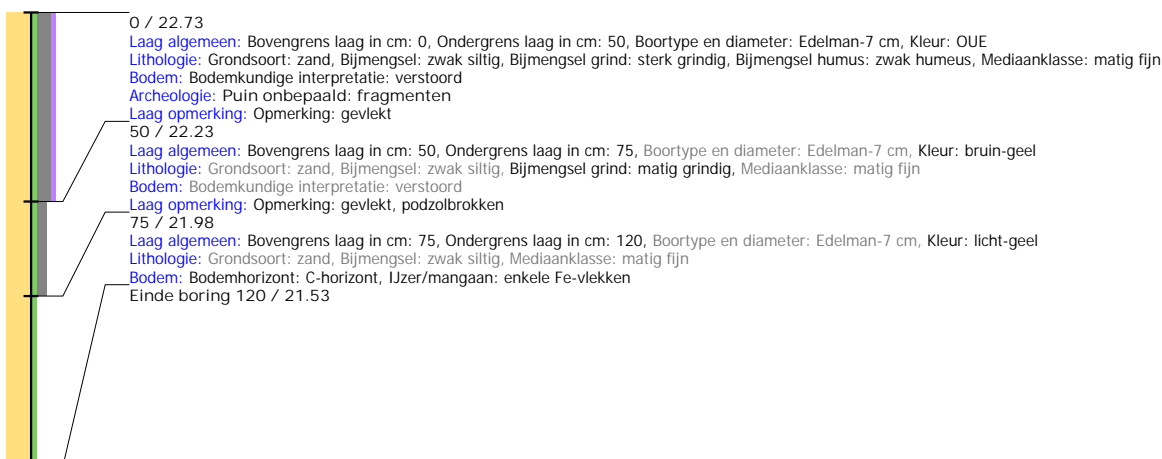 0 / 22.73
Laag algemeen: Bovengrens laag in cm: 0, Ondergrens laag in cm: 50, Boortype en diameter: Edelman-7 cm, Kleur: OUE
Lithologie: Grondsoort: zand, Bijmengsel: zwak siltig, Bijmengsel grind: sterk grindig, Bijmengsel humus: zwak humeus, Mediaanklasse: matig fijn
Bodem: Bodemkundige interpretatie: verstoord
Archeologie: Puin onbepaald: fragmenten
Laag opmerking: Opmerking: gevlekt
50 / 22.23
Laag algemeen: Bovengrens laag in cm: 50, Ondergrens laag in cm: 75, Boortype en diameter: Edelman-7 cm, Kleur: bruin-geel
Lithologie: Grondsoort: zand, Bijmengsel: zwak siltig, Bijmengsel grind: matig grindig, Mediaanklasse: matig fijn
Bodem: Bodemkundige interpretatie: verstoord
Laag opmerking: Opmerking: gevlekt, podzolbrokken
75 / 21.98
Laag algemeen: Bovengrens laag in cm: 75, Ondergrens laag in cm: 120, Boortype en diameter: Edelman-7 cm, Kleur: licht-geel
Lithologie: Grondsoort: zand, Bijmengsel: zwak siltig, Mediaanklasse: matig fijn
Bodem: Bodemhorizont: C-horizont, IJzer/mangaan: enkele Fe-vlekken
Einde boring 120 / 21.53